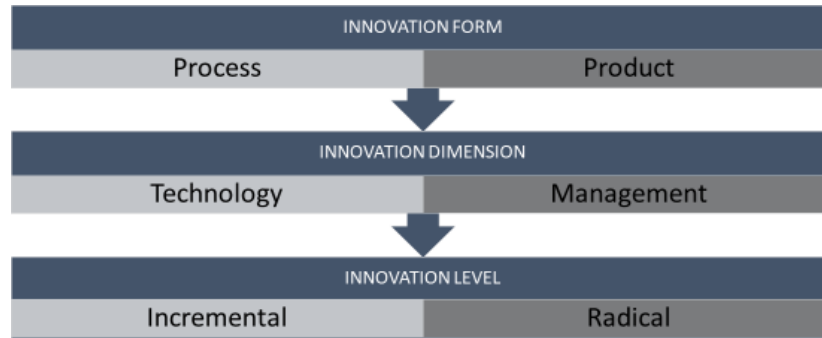 INNOVATION FORM
Process Product
INNOVATION DIMENSION
Technology Management
INNOVATION LEVEL
Incremental Radical